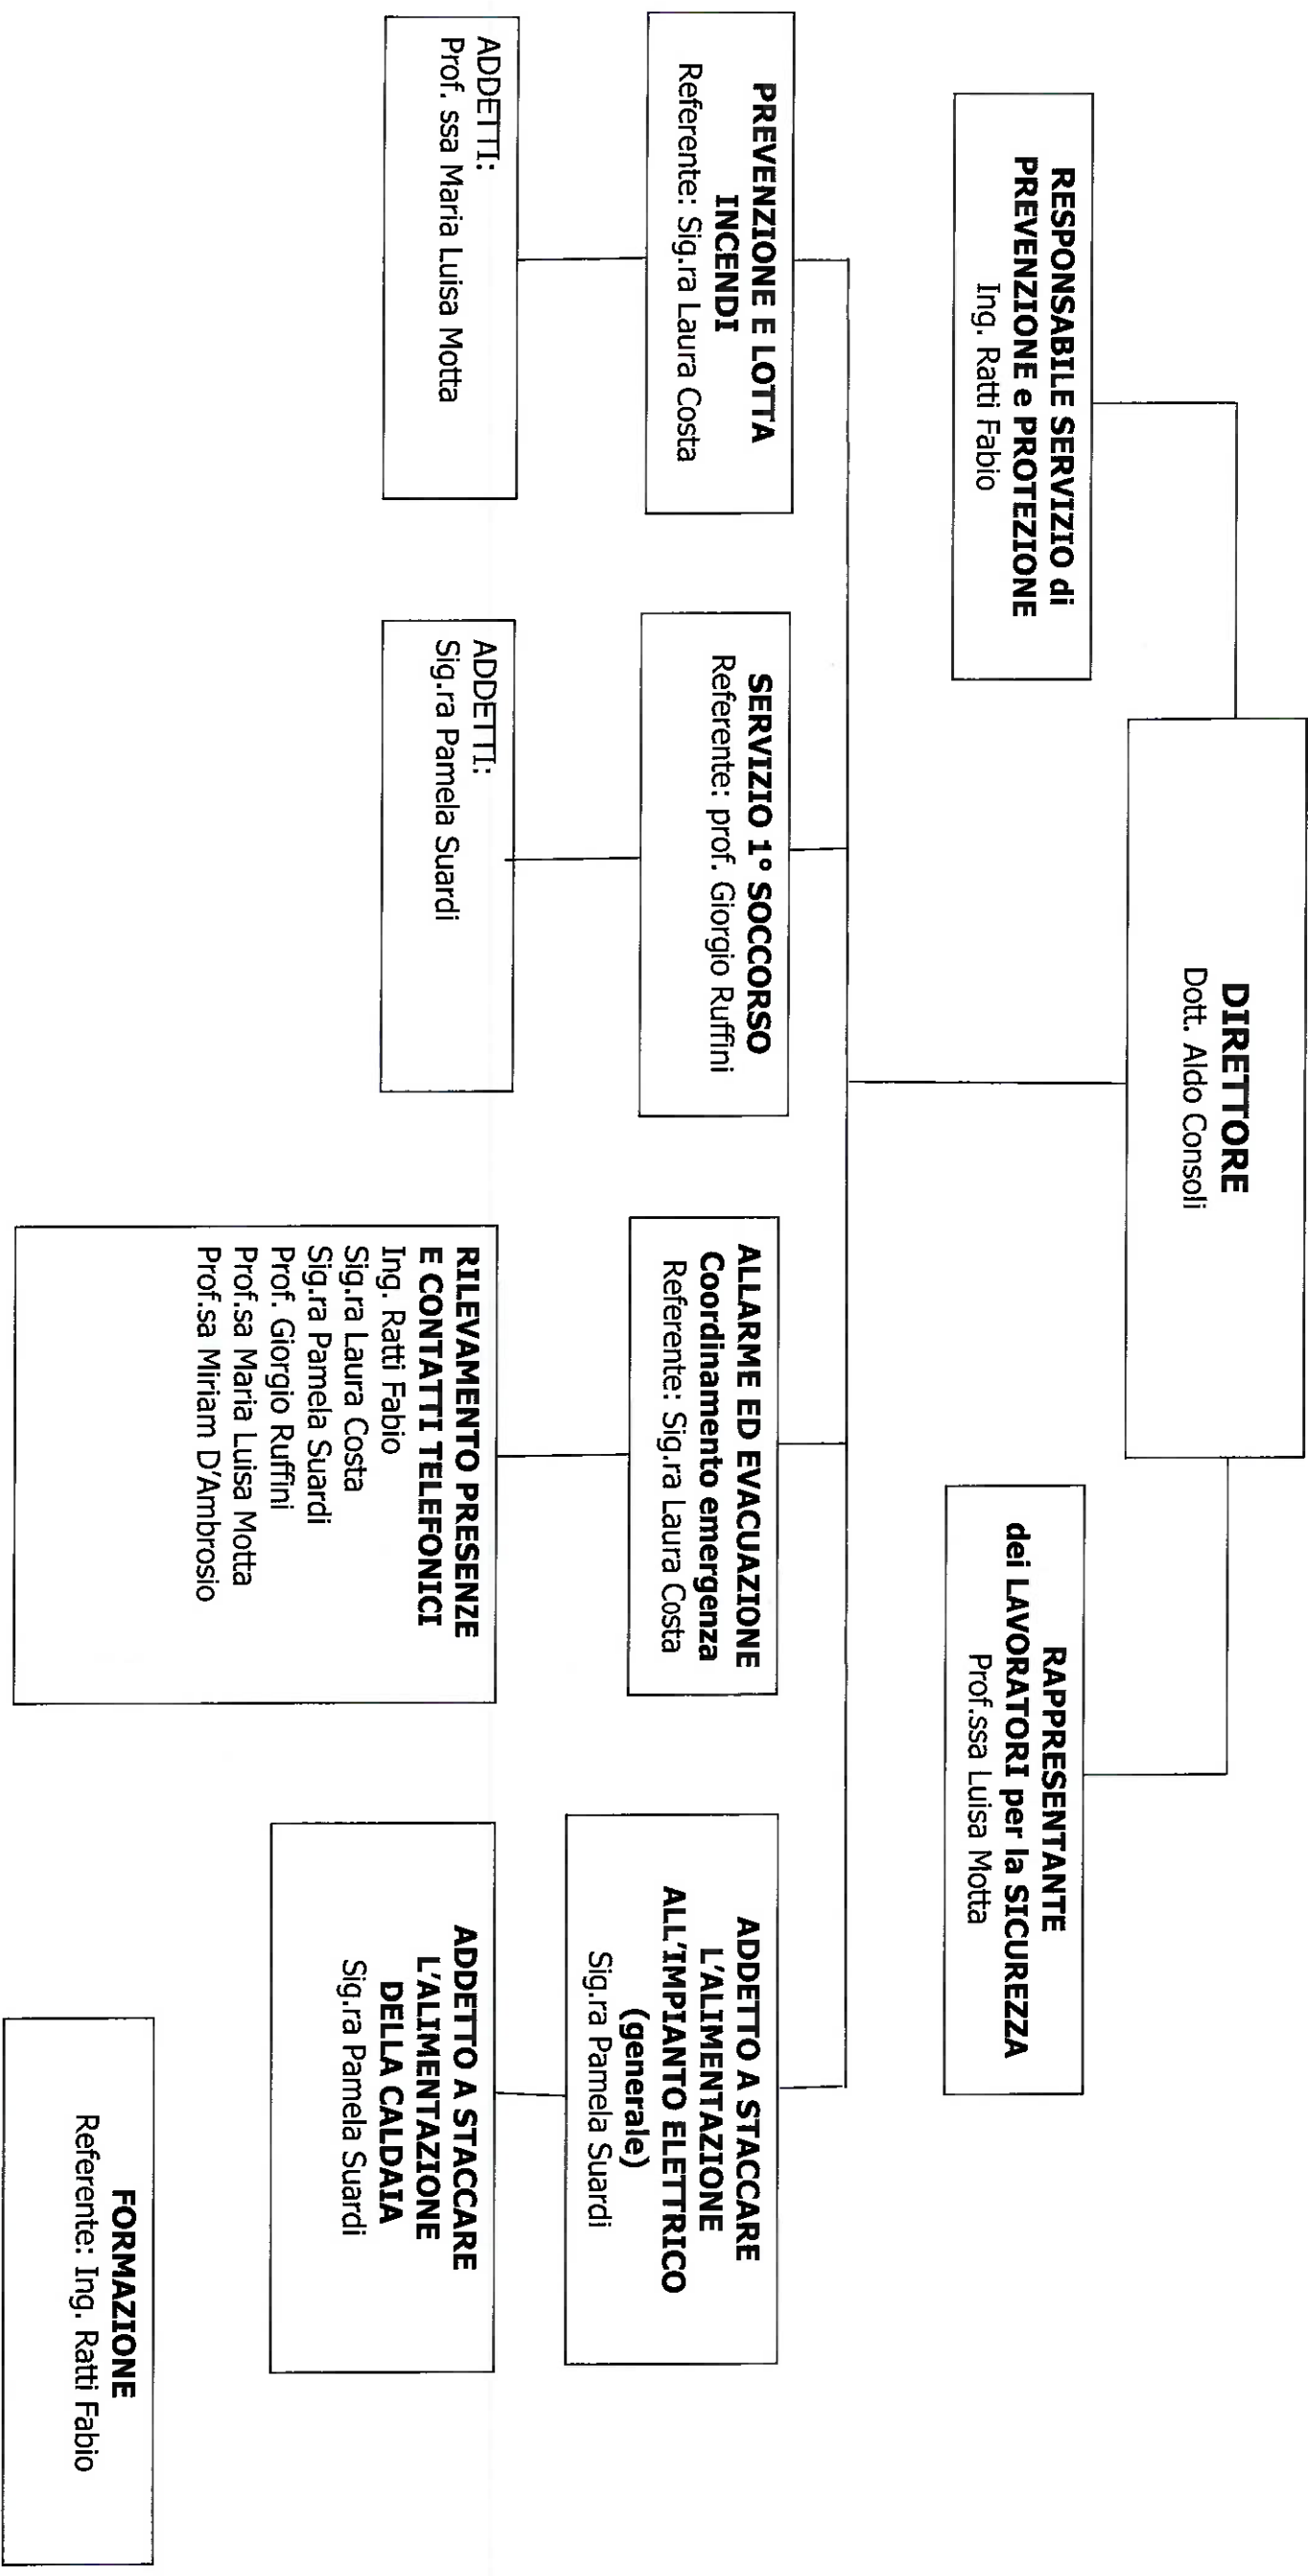 DIRETTORE
Dott. Aldo Consoli
RESPONSABILE SERVIZIO di
PREVENZIONE e PROTEZIONE
Ing. Ratti Fabio
RAPPRESENTANTE
dei LAVORATORI per la SICUREZZA
Prof.ssa Luisa Motta
PREVENZIONE E LOTTA
INCENDI
Referente: Sig.ra Laura Costa
SERVIZIO 1° SOCCORSO
Referente: prof. Giorgio Ruffini
ALLARME ED EVACUAZIONE
Coordinamento emergenza
Referente: Sig.ra Laura Costa
ADDETTO A STACCARE
L'ALIMENTAZIONE
ALL'IMPIANTO ELETTRICO
(generale)
Sig.ra Pamela Suardi
ADDETTI:
Prof. ssa Maria Luisa Motta
ADDETTI:
Sig.ra Pamela Suardi
RILEVAMENTO PRESENZE
E CONTATTI TELEFONICI
Ing. Ratti Fabio
Sig.ra Laura Costa
Sig.ra Pamela Suardi
Prof. Giorgio Ruffini
Prof.sa Maria Luisa Motta
Prof.sa Miriam D'Ambrosio
ADDETTO A STACCARE
L'ALIMENTAZIONE
DELLA CALDAIA
Sig.ra Pamela Suardi
FORMAZIONE
Referente: Ing. Ratti Fabio